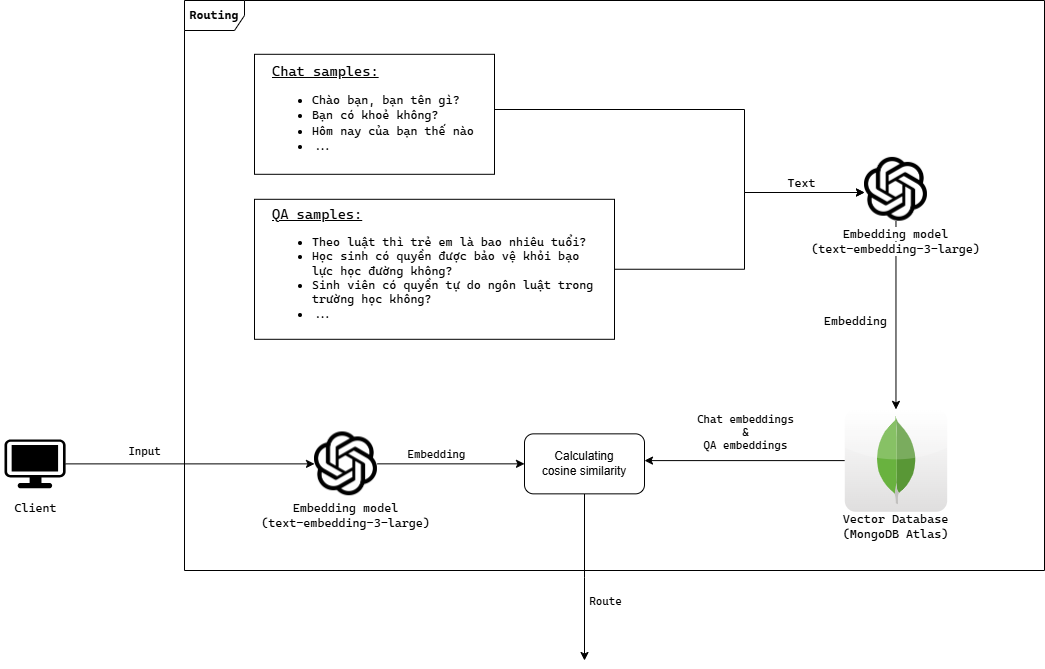 Routing
Chat samples:
• Chào bạn, bạn tên gì?
• Bạn có khoẻ không?
• Hôm nay của bạn thế nào
• ...
QA samples:
• Theo luật thì trẻ em là bao nhiêu tuổi?
• Học sinh có quyền được bảo vệ khỏi bạo
lực học đường không?
• Sinh viên có quyền tự do ngôn luật trong
trường học không?
• ...
Text
Embedding model
(text-embedding-3-large)
Embedding
Chat embeddings
&
QA embeddings
Vector Database
(MongoDB Atlas)
Client
Input
Embedding model
(text-embedding-3-large)
Embedding
Calculating
cosine similarity
Route